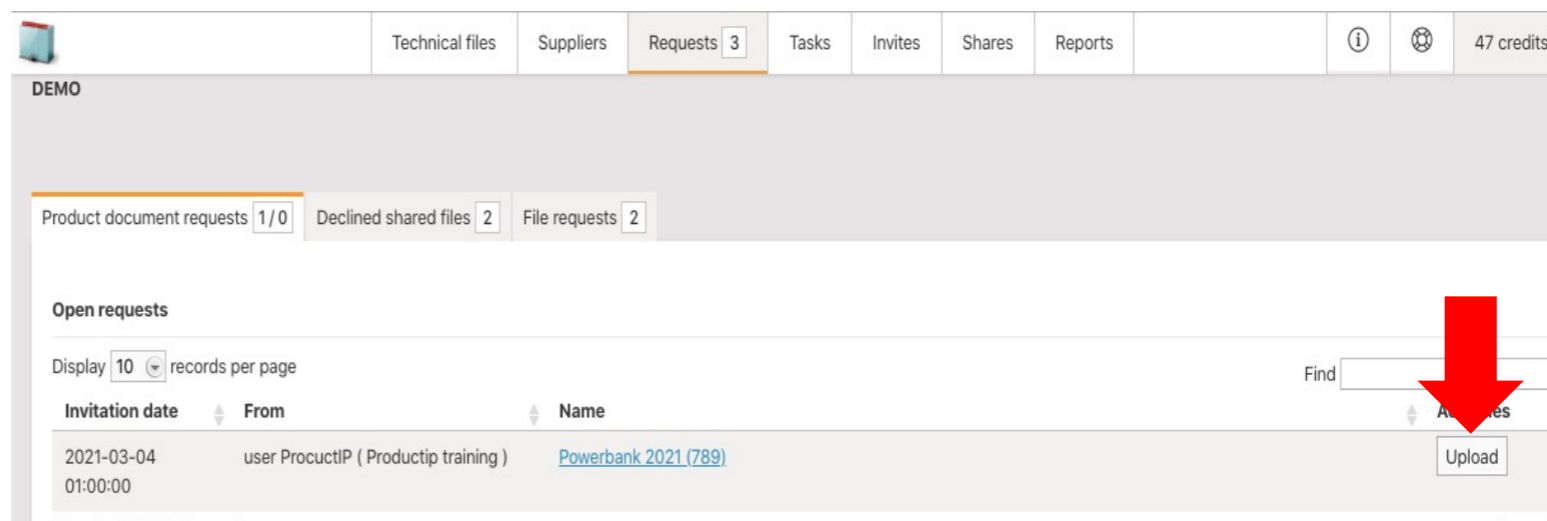 Technical files Suppliers Requests 3 Tasks Invites Shares Reports 47 credits
DEMO
Product document requests 1/0 Declined shared files 2 File requests 2
Open requests
Display 10 records per page
Find
Invitation date From Name
2021-03-04 user ProcuctIP ( Productip training ) Powerbank 2021 (789) Upload
01:00:00